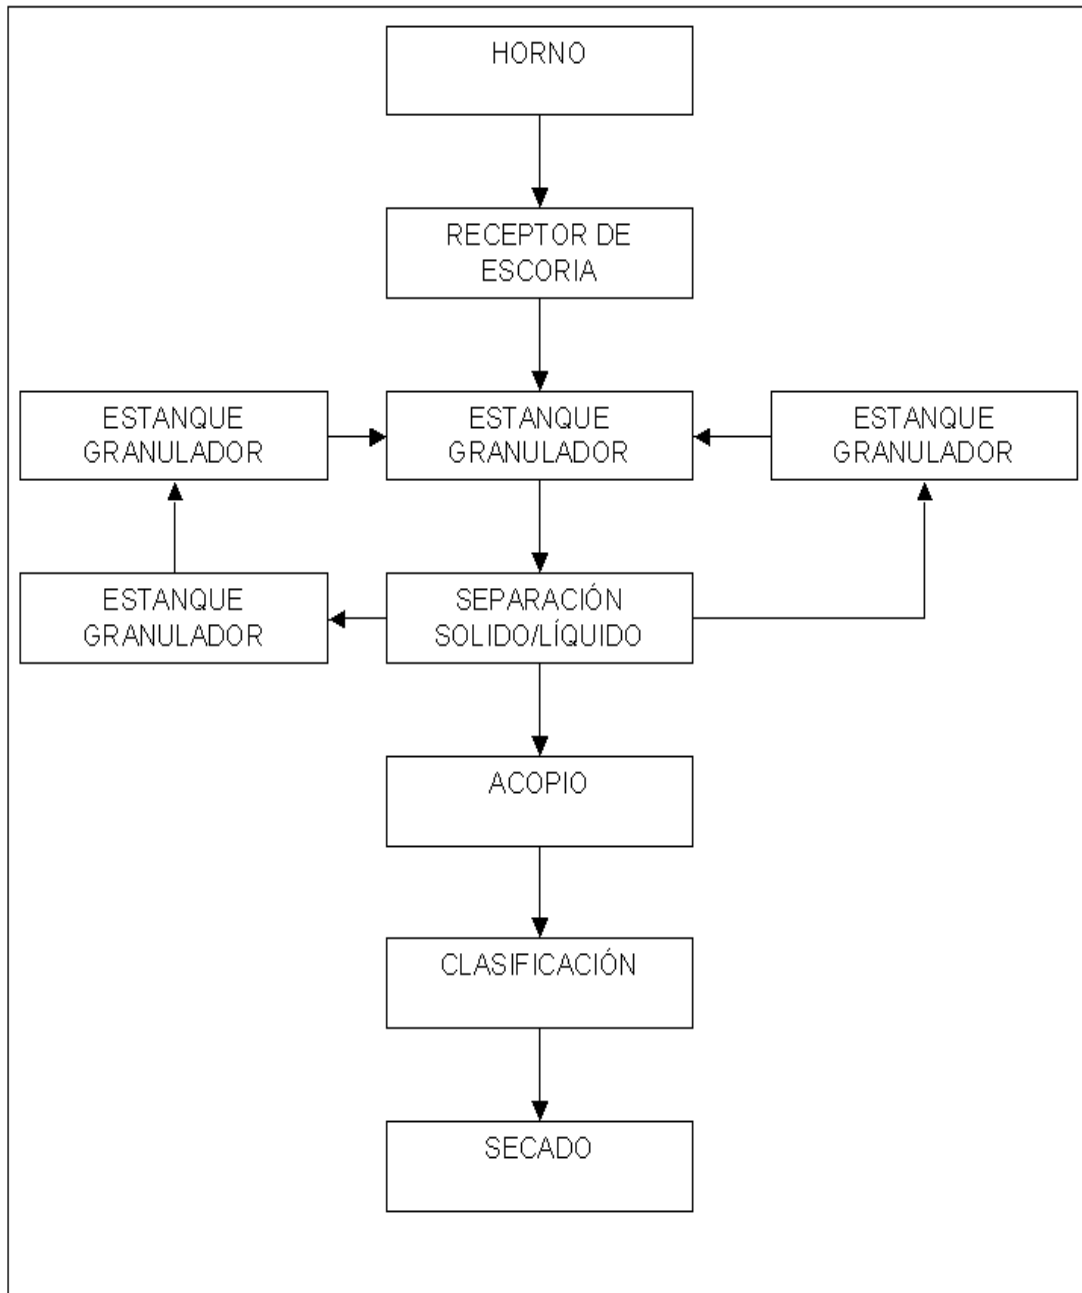 HORNO
RECEPTOR DE
ESCORIA
ESTANQUE
GRANULADOR
ESTANQUE
GRANULADOR
ESTANQUE
GRANULADOR
ESTANQUE
GRANULADOR
SEPARACIÓN
SOLIDO/LÍQUIDO
ACOPIO
CLASIFICACIÓN
SECADO